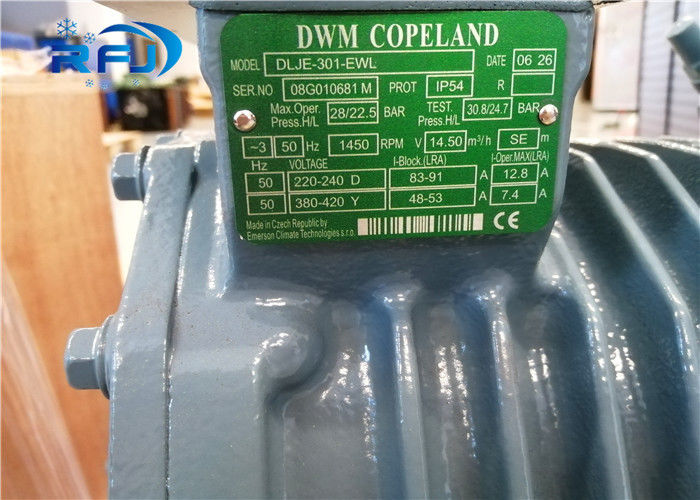 RFJ
DWM COPELAND
MODEL DLJE-301-EWL DATE 06 26
SER.NO 08G010681 M PROT IP54 R
Max.Oper. Press.H/L 28/22.5 BAR TEST. Press.H/L 30.8/24.7 BAR
~3 50 Hz 1450 RPM V 14.50 m³/h SE m
Hz VOLTAGE I-Block.(LRA) I-Oper.MAX(LRA)
50 220-240 D 83-91 A 12.8 A
50 380-420 Y 48-53 A 7.4 A
Made in Czech Republic by
Emerson Climate Technologies s.r.o. CE